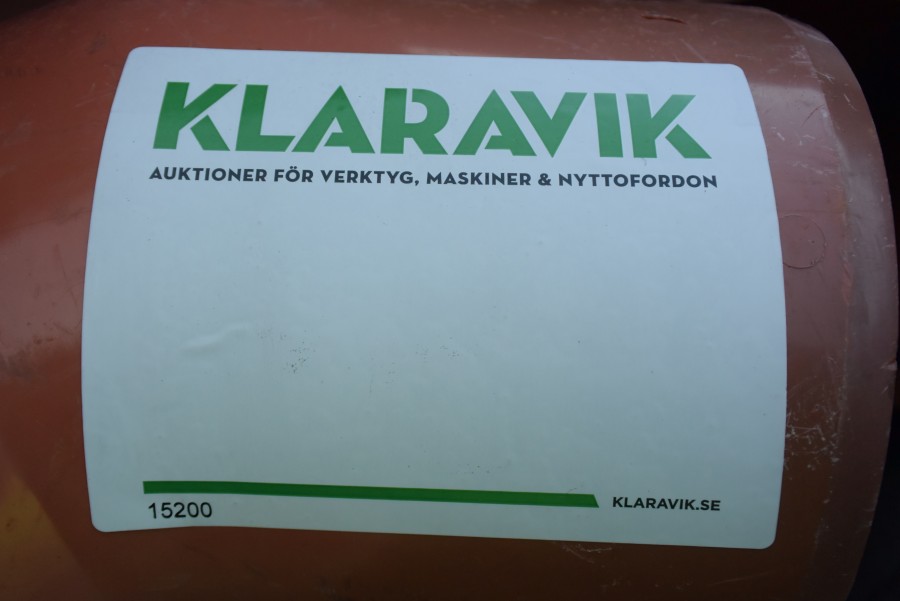 KLARAVIK
AUKTIONER FÖR VERKTYG, MASKINER & NYTTOFORDON
15200
KLARAVIK.SE